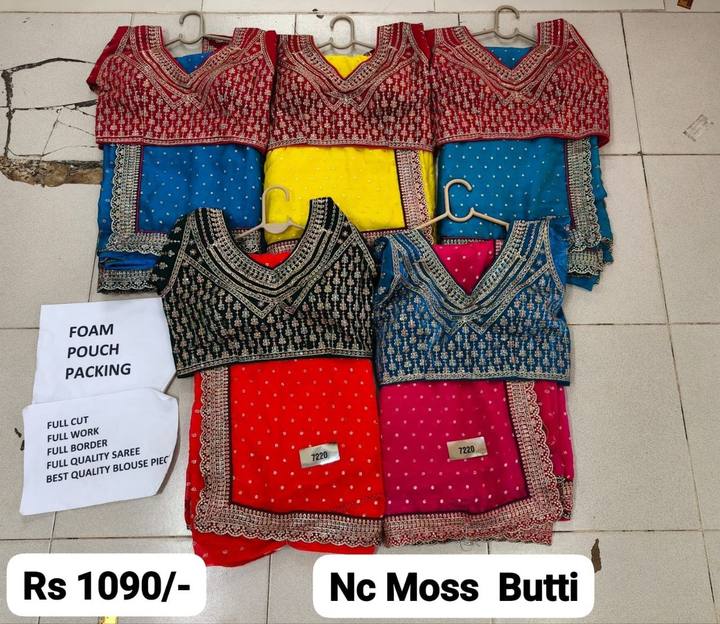 FOAM
POUCH
PACKING
FULL CUT
FULL WORK
FULL BORDER
FULL QUALITY SAREE
BEST QUALITY BLOUSE PIEC
7220
7220
Rs 1090/-
Nc Moss Butti